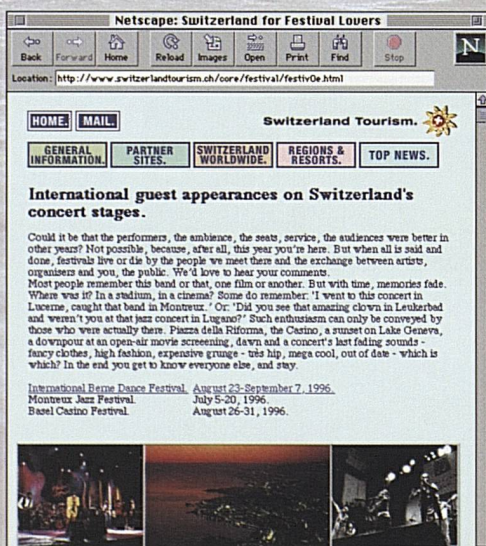 Netscape: Switzerland for Festival Lovers
Back Forward Home Reload Images Open Print Find Stop
N
Location: http://www.switzerlandtourism.ch/core/festival/festiv0e.html
HOME. MAIL. Switzerland Tourism.
GENERAL INFORMATION. PARTNER SITES. SWITZERLAND WORLDWIDE. REGIONS & RESORTS. TOP NEWS.
International guest appearances on Switzerland's
concert stages.
Could it be that the performers, the ambience, the seats, service, the audiences were better in
other years? Not possible, because, after all, this year you're here. But when all is said and
done, festivals live or die by the people we meet there and the exchange between artists,
organisers and you, the public. We'd love to hear your comments.
Most people remember this band or that, one film or another. But with time, memories fade.
Where was it? In a stadium, in a cinema? Some do remember: 'I went to this concert in
Lucerne, caught that band in Montreux.' Or: 'Did you see that amazing clown in Leukerbad
and weren't you at that jazz concert in Lugano?' Such enthusiasm can only be conveyed by
those who were actually there. Piazza della Riforma, the Casino, a sunset on Lake Geneva,
a downpour at an open-air movie screeening, dawn and a concert's last fading sounds -
fancy clothes, high fashion, expensive grunge - très hip, mega cool, out of date - which is
which? In the end you get to know everyone else, and stay.
International Berne Dance Festival. August 23-September 7, 1996.
Montreux Jazz Festival. July 5-20, 1996.
Basel Casino Festival. August 26-31, 1996.